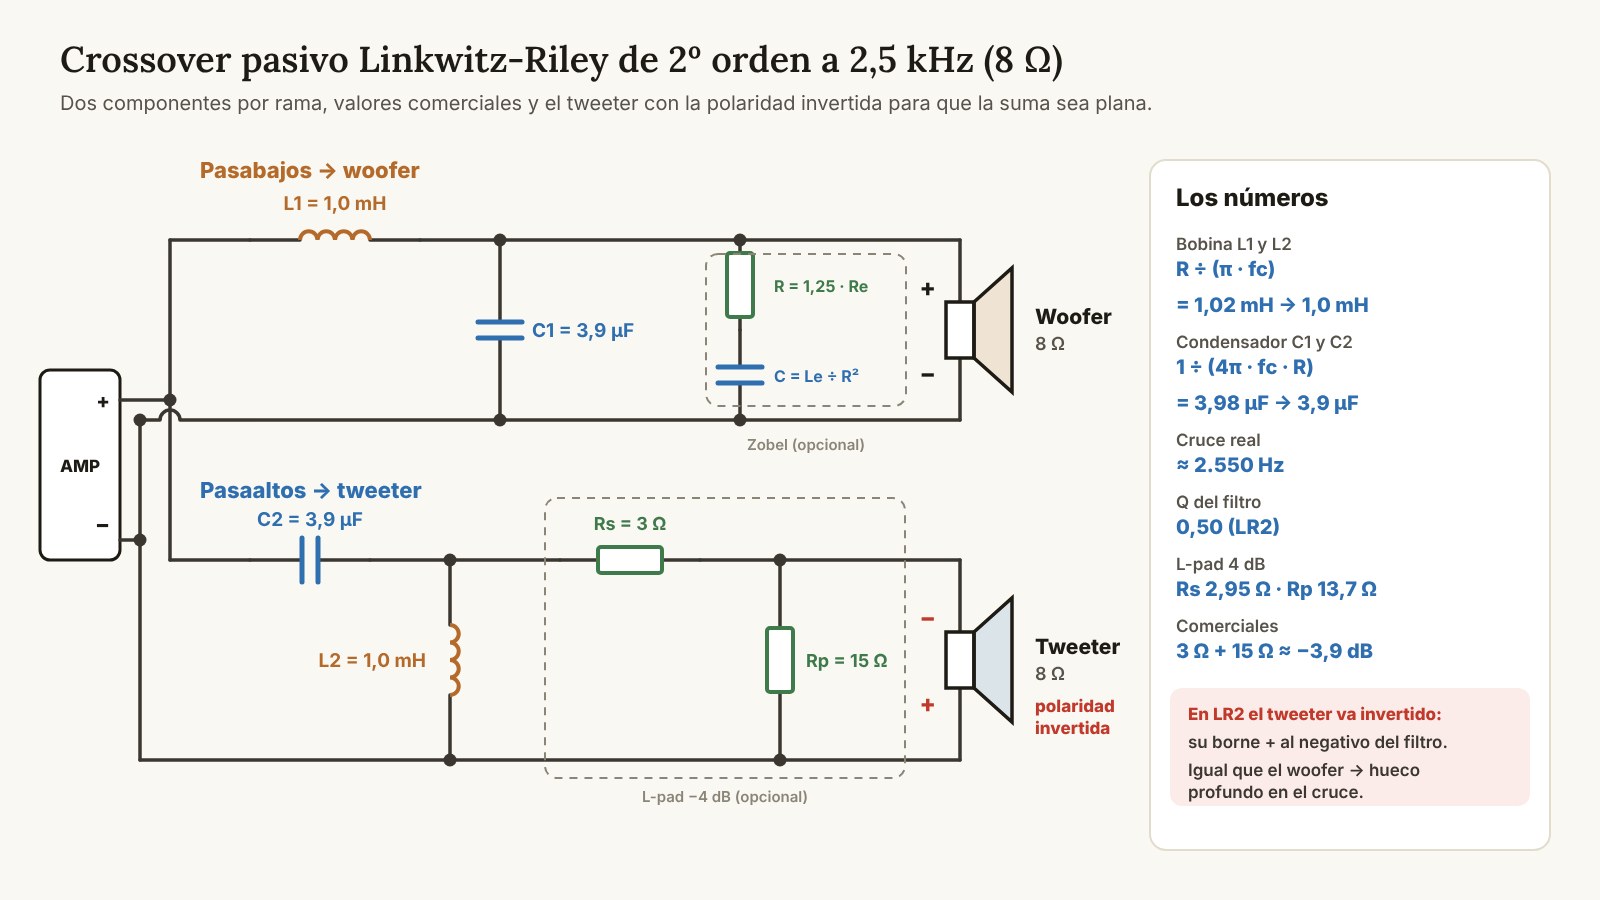 Crossover pasivo Linkwitz-Riley de 2º orden a 2,5 kHz (8 Ω)
Dos componentes por rama, valores comerciales y el tweeter con la polaridad invertida para que la suma sea plana.
Pasabajos → woofer
L1 = 1,0 mH
C1 = 3,9 µF
R = 1,25 · Re
C = Le ÷ R²
Zobel (opcional)
+
−
Woofer
8 Ω
+
AMP
−
Pasaaltos → tweeter
C2 = 3,9 µF
L2 = 1,0 mH
Rs = 3 Ω
Rp = 15 Ω
L-pad −4 dB (opcional)
−
+
Tweeter
8 Ω
polaridad
invertida
Los números
Bobina L1 y L2
R ÷ (π · fc)
= 1,02 mH → 1,0 mH
Condensador C1 y C2
1 ÷ (4π · fc · R)
= 3,98 µF → 3,9 µF
Cruce real
≈ 2.550 Hz
Q del filtro
0,50 (LR2)
L-pad 4 dB
Rs 2,95 Ω · Rp 13,7 Ω
Comerciales
3 Ω + 15 Ω ≈ −3,9 dB
En LR2 el tweeter va invertido:
su borne + al negativo del filtro.
Igual que el woofer → hueco
profundo en el cruce.